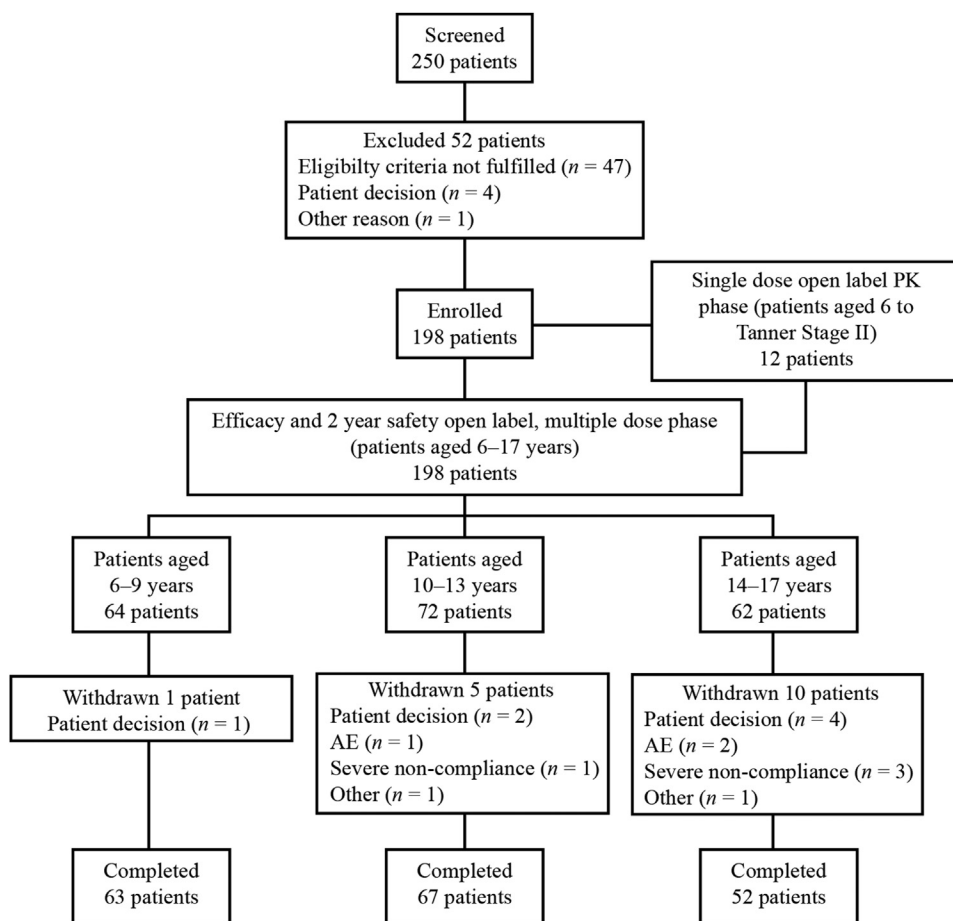 Screened
250 patients
Excluded 52 patients
Eligibilty criteria not fulfilled (n = 47)
Patient decision (n = 4)
Other reason (n = 1)
Enrolled
198 patients
Single dose open label PK
phase (patients aged 6 to
Tanner Stage II)
12 patients
Efficacy and 2 year safety open label, multiple dose phase
(patients aged 6–17 years)
198 patients
Patients aged
6–9 years
64 patients
Patients aged
10–13 years
72 patients
Patients aged
14–17 years
62 patients
Withdrawn 1 patient
Patient decision (n = 1)
Withdrawn 5 patients
Patient decision (n = 2)
AE (n = 1)
Severe non-compliance (n = 1)
Other (n = 1)
Withdrawn 10 patients
Patient decision (n = 4)
AE (n = 2)
Severe non-compliance (n = 3)
Other (n = 1)
Completed
63 patients
Completed
67 patients
Completed
52 patients